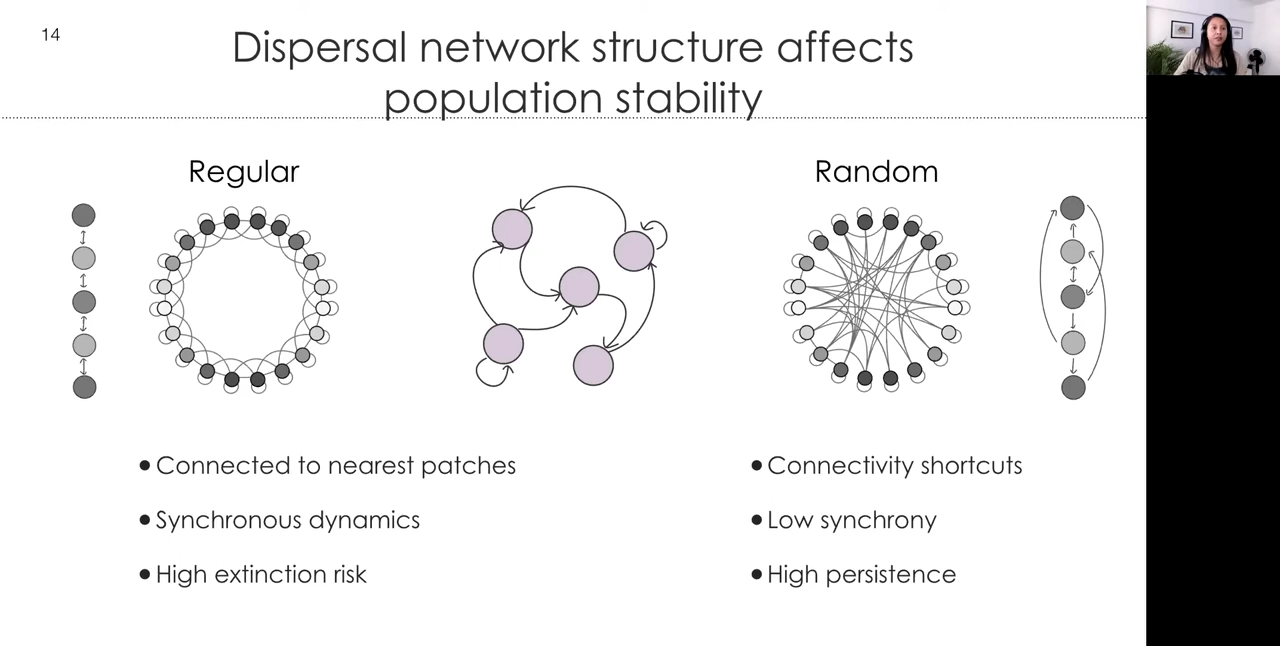 14
Dispersal network structure affects
population stability
Regular
Random
• Connected to nearest patches
• Synchronous dynamics
• High extinction risk
• Connectivity shortcuts
• Low synchrony
• High persistence